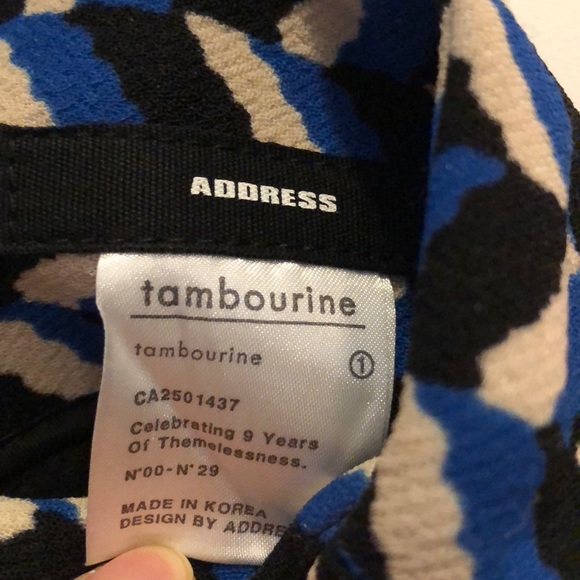 ADDRESS
tambourine
tambourine ①
CA2501437
Celebrating 9 Years
Of Themelessness.
N°00-N°29
MADE IN KOREA
DESIGN BY ADDRE